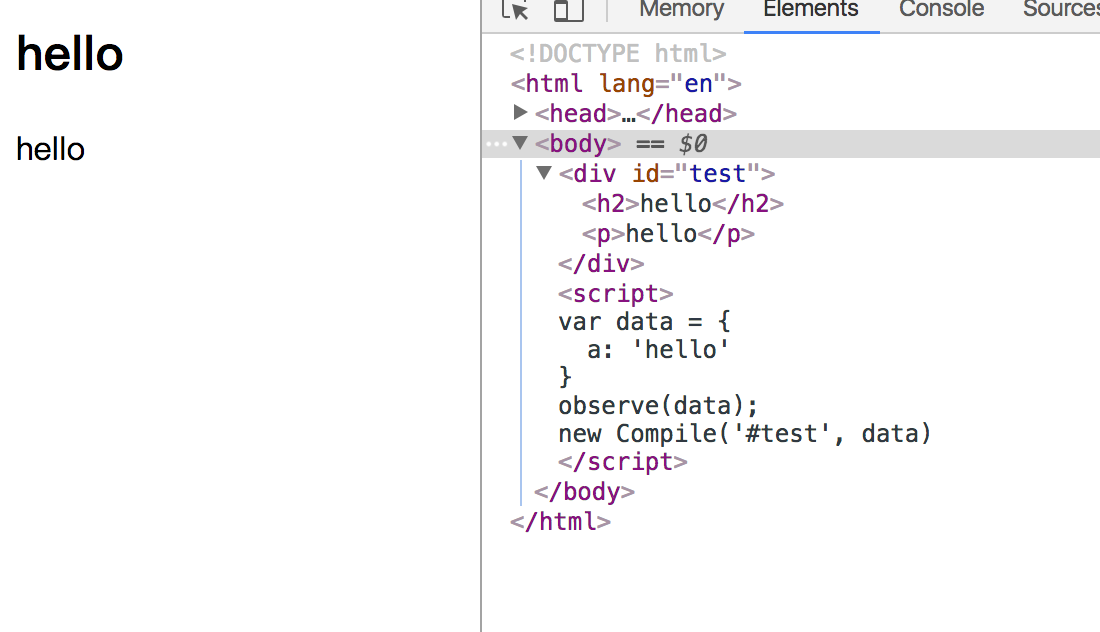 hello
hello
Memory Elements Console Sources
<!DOCTYPE html>
<html lang="en">
<head>…</head>
<body> == $0
<div id="test">
<h2>hello</h2>
<p>hello</p>
</div>
<script>
var data = {
  a: 'hello'
}
observe(data);
new Compile('#test', data)
</script>
</body>
</html>